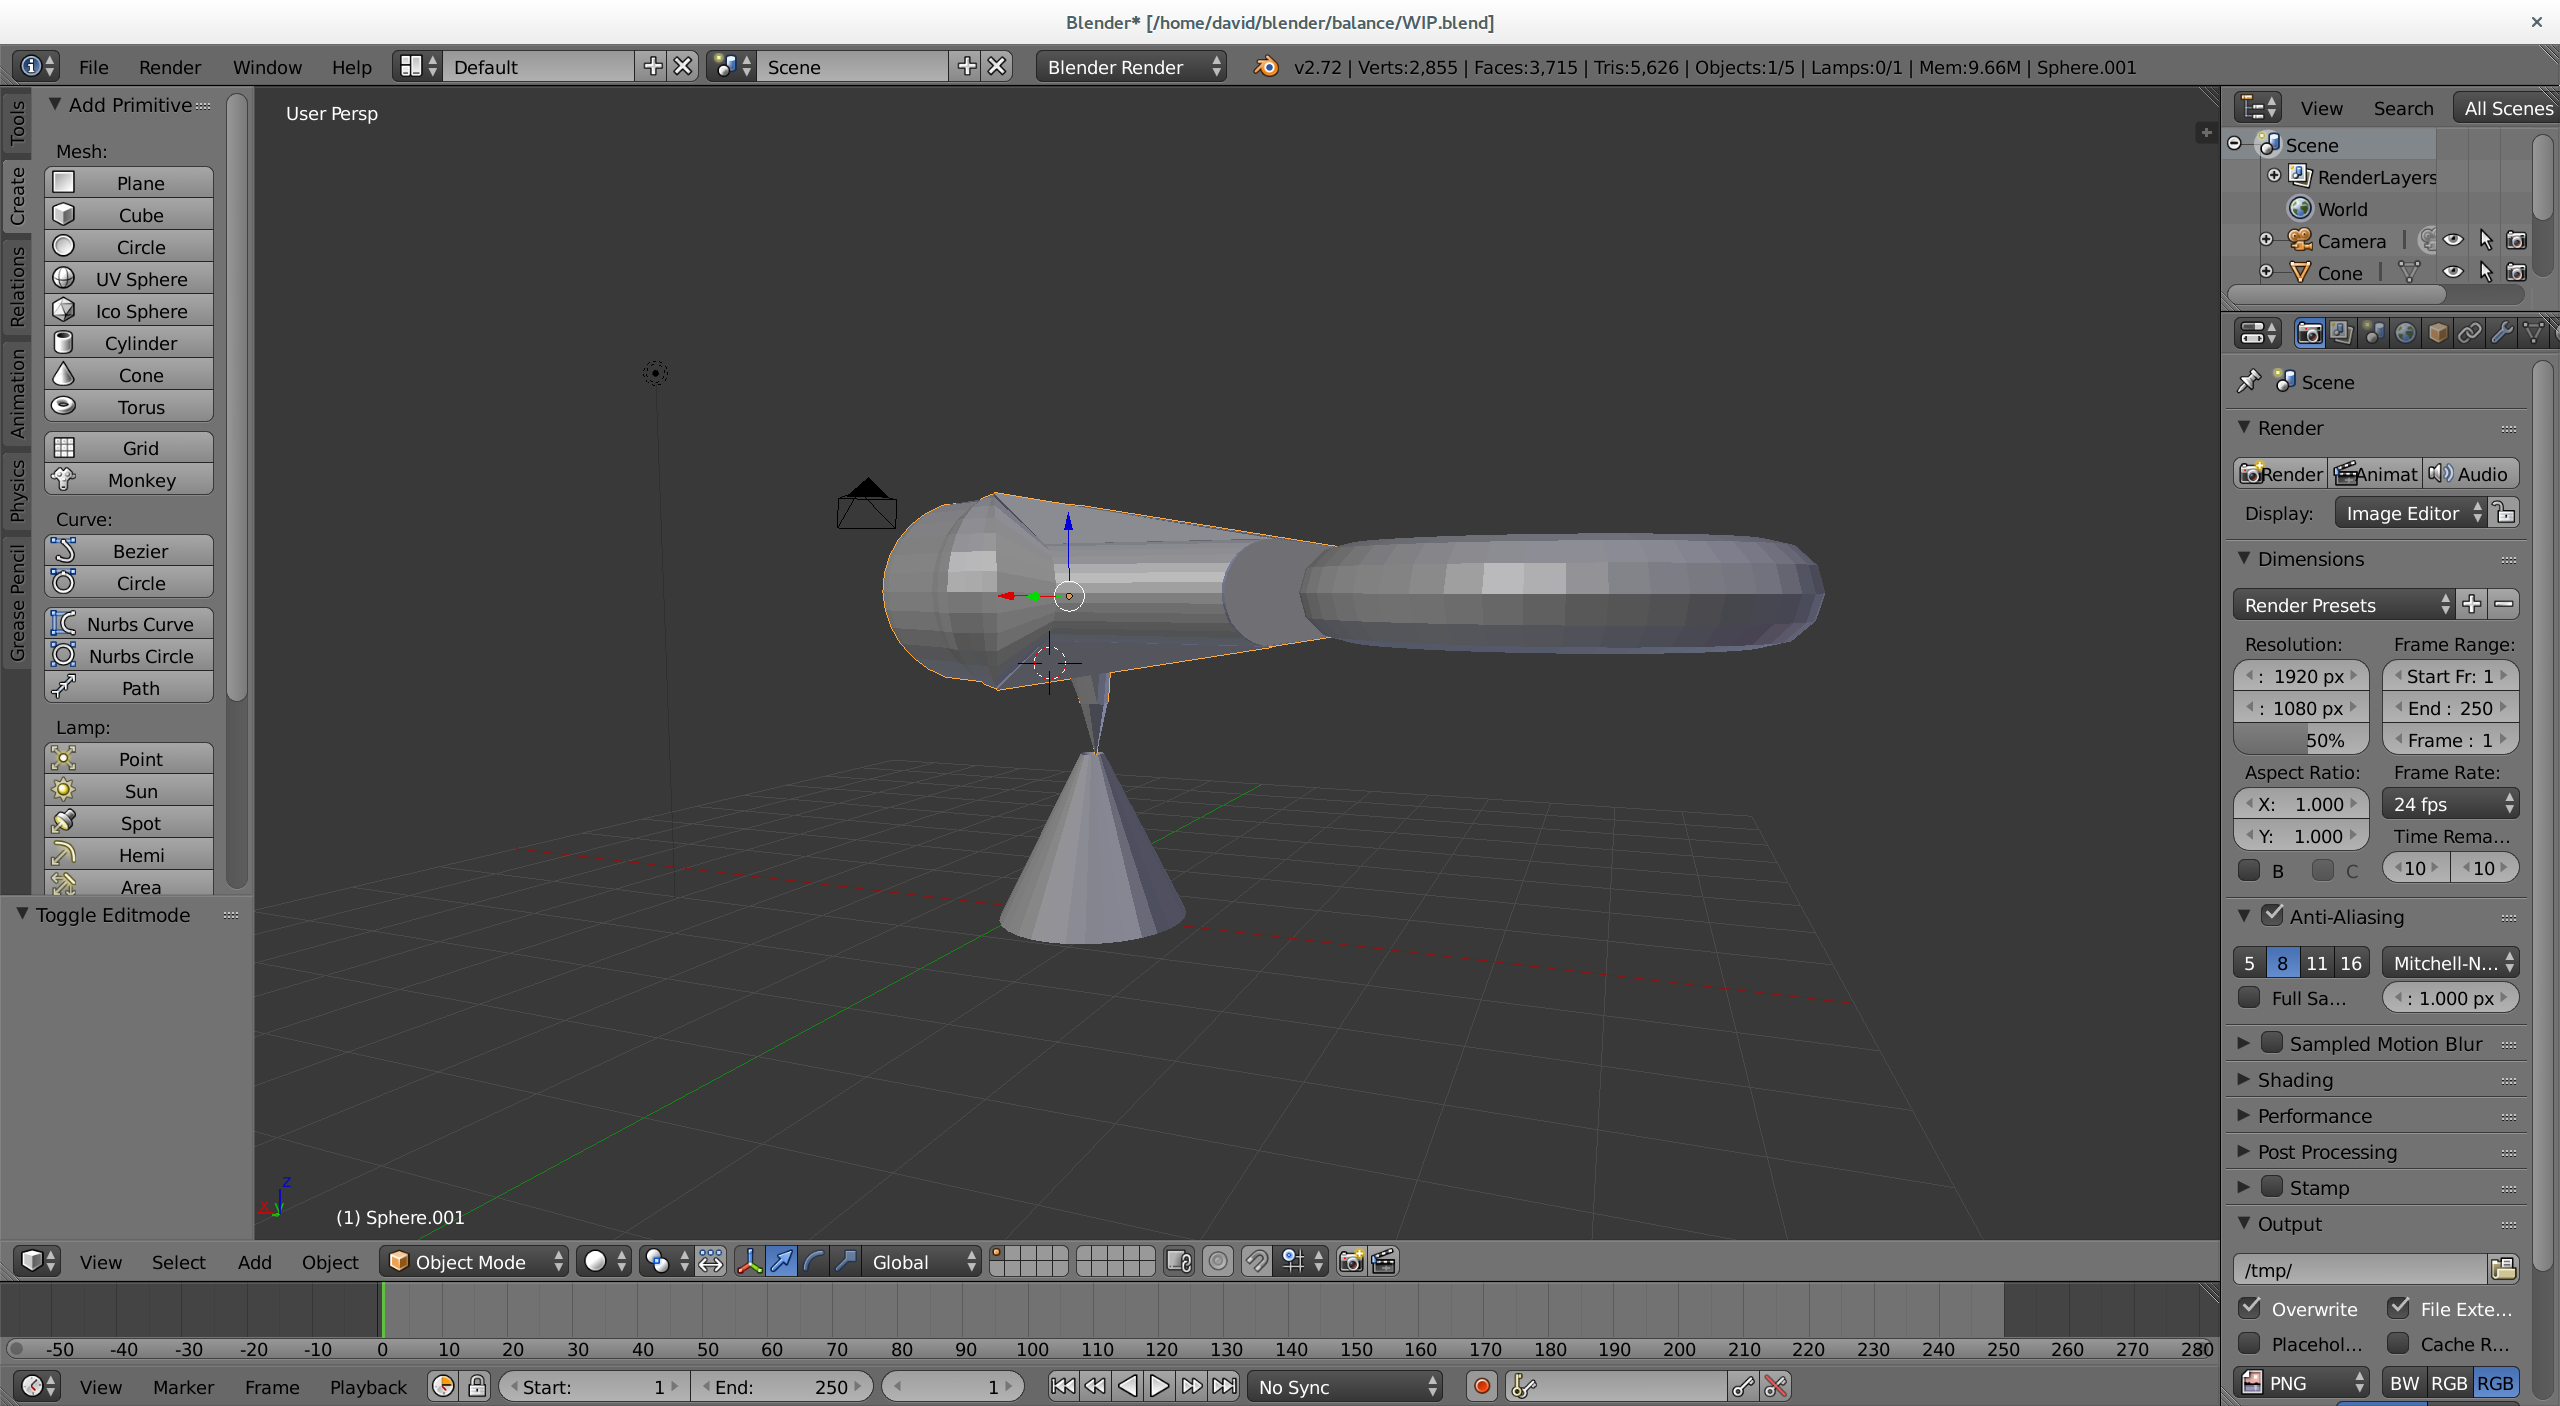 Blender* [/home/david/blender/balance/WIP.blend]
File Render Window Help Default Scene Blender Render v2.72 | Verts:2,855 | Faces:3,715 | Tris:5,626 | Objects:1/5 | Lamps:0/1 | Mem:9.66M | Sphere.001
Tools
Create
Relations
Animation
Physics
Grease Pencil
Add Primitive
Mesh:
Plane
Cube
Circle
UV Sphere
Ico Sphere
Cylinder
Cone
Torus
Grid
Monkey
Curve:
Bezier
Circle
Nurbs Curve
Nurbs Circle
Path
Lamp:
Point
Sun
Spot
Hemi
Area
Toggle Editmode
User Persp
z
x
y
(1) Sphere.001
View Select Add Object Object Mode Global
-50 -40 -30 -20 -10 0 10 20 30 40 50 60 70 80 90 100 110 120 130 140 150 160 170 180 190 200 210 220 230 240 250 260 270 280
View Marker Frame Playback Start: 1 End: 250 1 No Sync
View Search All Scenes
Scene
RenderLayers
World
Camera |
Cone |
Scene
Render
Render Animat Audio
Display: Image Editor
Dimensions
Render Presets
Resolution: Frame Range:
: 1920 px Start Fr: 1
: 1080 px End : 250
50% Frame : 1
Aspect Ratio: Frame Rate:
X: 1.000 24 fps
Y: 1.000 Time Rema...
B C 10 10
Anti-Aliasing
5 8 11 16 Mitchell-N...
Full Sa... : 1.000 px
Sampled Motion Blur
Shading
Performance
Post Processing
Stamp
Output
/tmp/
Overwrite File Exte...
Placehol... Cache R...
PNG BW RGB RGB